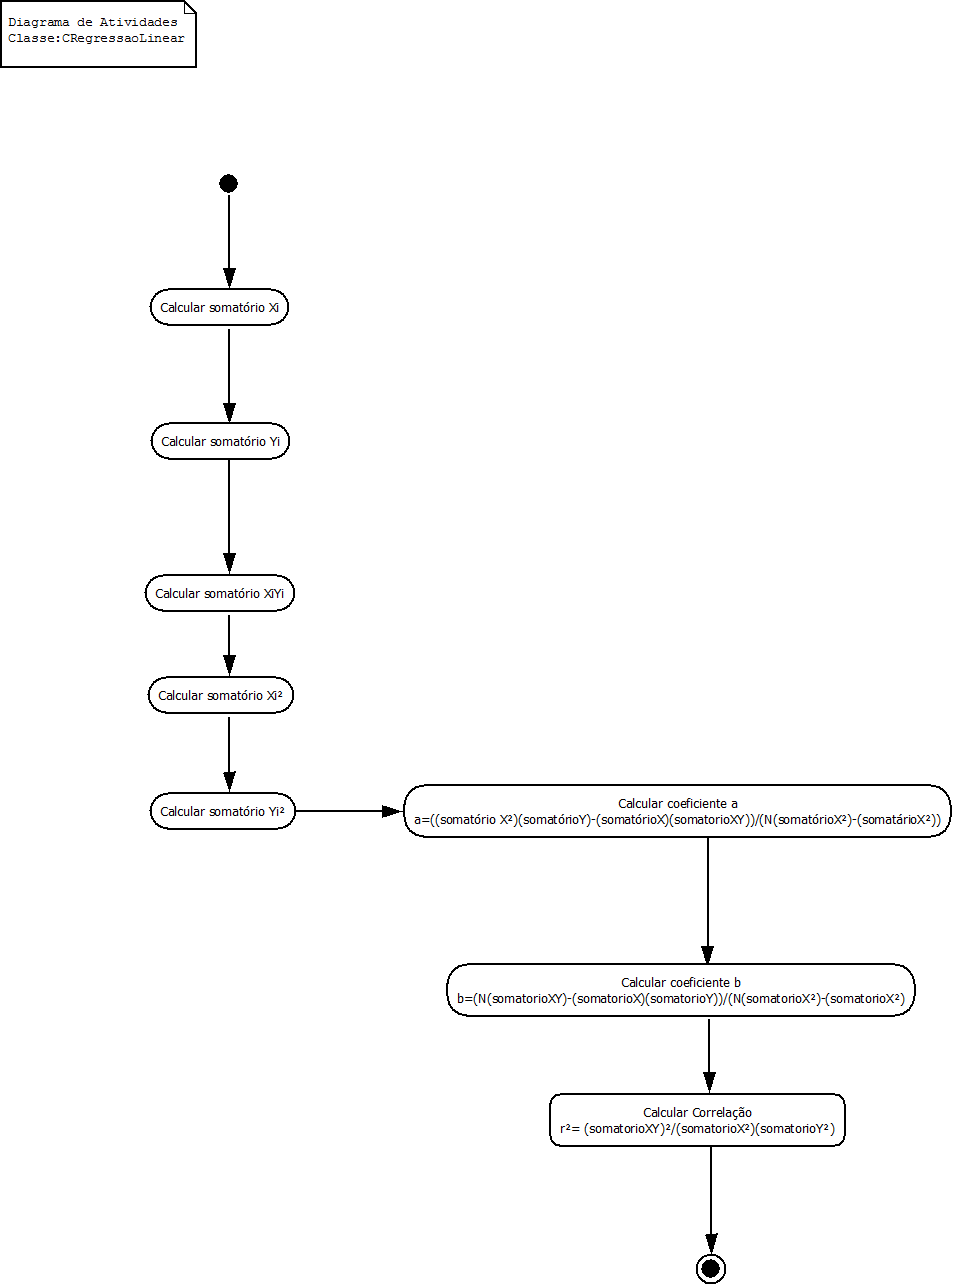 Diagrama de Atividades
Classe:CRegressaoLinear
Calcular somatório Xi
Calcular somatório Yi
Calcular somatório XiYi
Calcular somatório Xi²
Calcular somatório Yi²
Calcular coeficiente a
a=((somatório X²)(somatórioY)-(somatórioX)(somatorioXY))/(N(somatórioX²)-(somatárioX²))
Calcular coeficiente b
b=(N(somatorioXY)-(somatorioX)(somatorioY))/(N(somatorioX²)-(somatorioX²)
Calcular Correlação
r²= (somatorioXY)²/(somatorioX²)(somatorioY²)